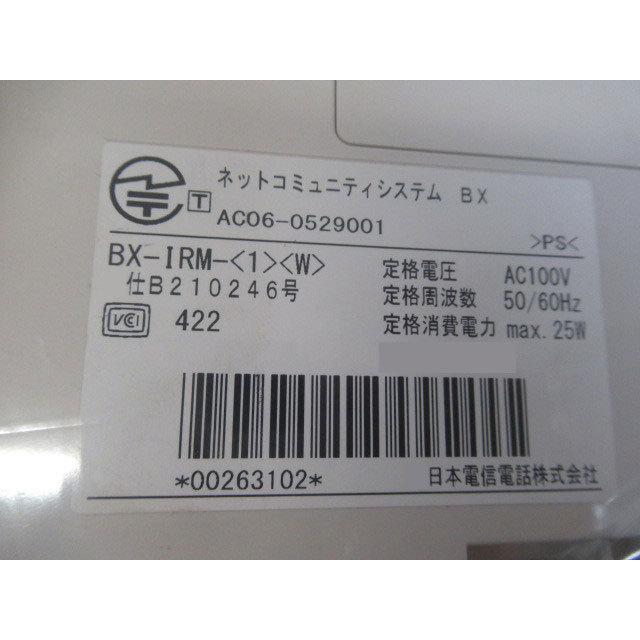 ネットコミュニティシステム BX
T AC06-0529001
>PS<
BX-IRM-<1><W>
仕B210246号
VCCI 422
定格電圧 AC100V
定格周波数 50/60Hz
定格消費電力 max.25W
*00263102*
日本電信電話株式会社